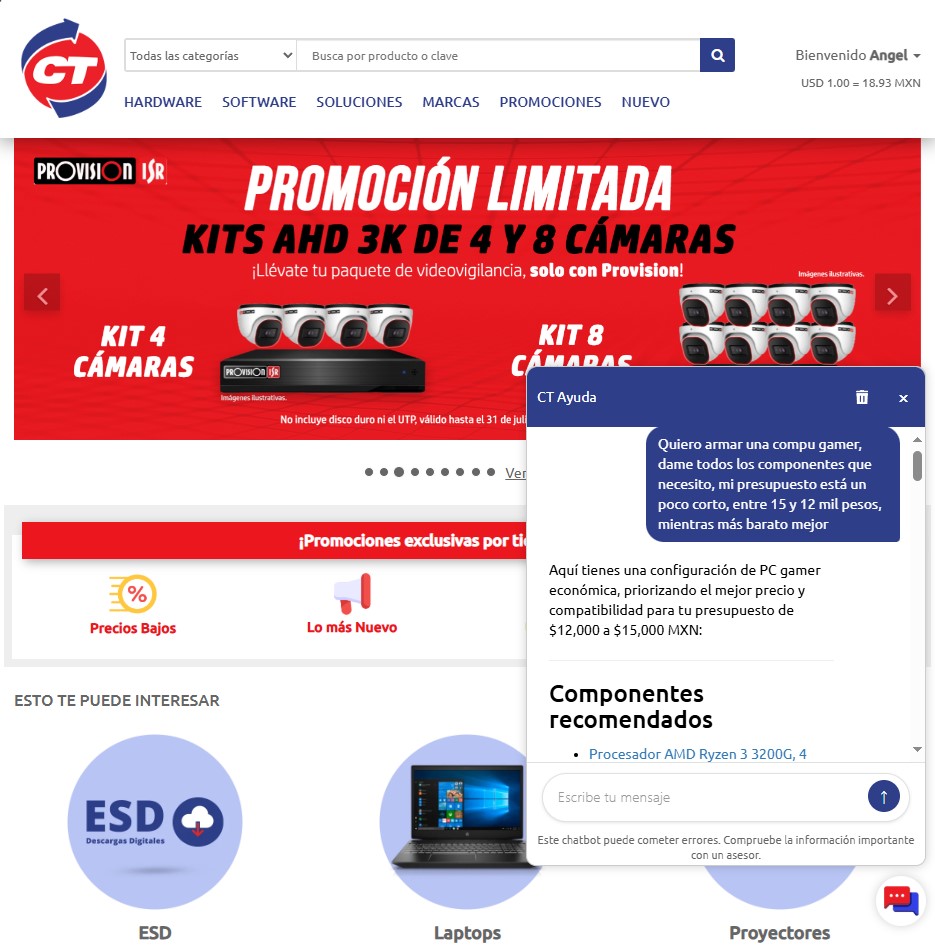 CT
Todas las categorías
Busca por producto o clave
Bienvenido Angel
USD 1.00 = 18.93 MXN
HARDWARE SOFTWARE SOLUCIONES MARCAS PROMOCIONES NUEVO
PROVISION ISR
PROMOCIÓN LIMITADA
KITS AHD 3K DE 4 Y 8 CÁMARAS
¡Llévate tu paquete de videovigilancia, solo con Provision!
Imágenes ilustrativas.
KIT 4
CÁMARAS
PROVISION ISR
Imágenes ilustrativas.
KIT 8
CÁMARAS
No incluye disco duro ni el UTP, válido hasta el 31 de juli
Ver
¡Promociones exclusivas por tie
Precios Bajos
Lo más Nuevo
ESTO TE PUEDE INTERESAR
ESD
Descargas Digitales
ESD
Laptops
Proyectores
CT Ayuda
Quiero armar una compu gamer,
dame todos los componentes que
necesito, mi presupuesto está un
poco corto, entre 15 y 12 mil pesos,
mientras más barato mejor
Aquí tienes una configuración de PC gamer
económica, priorizando el mejor precio y
compatibilidad para tu presupuesto de
$12,000 a $15,000 MXN:
Componentes
recomendados
• Procesador AMD Ryzen 3 3200G, 4
Escribe tu mensaje
Este chatbot puede cometer errores. Compruebe la información importante
con un asesor.